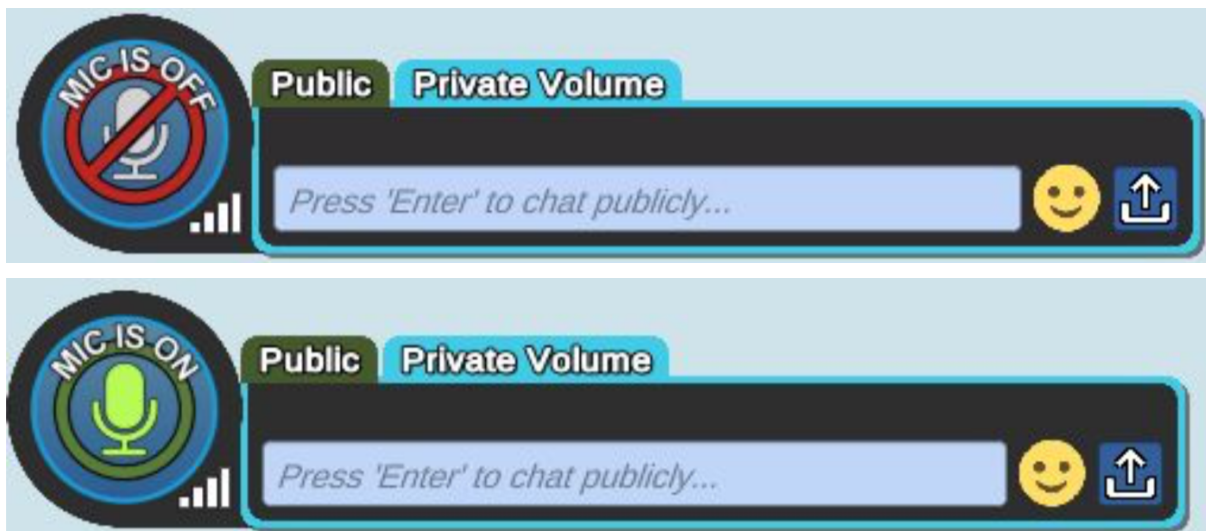 MIC IS OFF
Public Private Volume
Press 'Enter' to chat publicly...
MIC IS ON
Public Private Volume
Press 'Enter' to chat publicly...